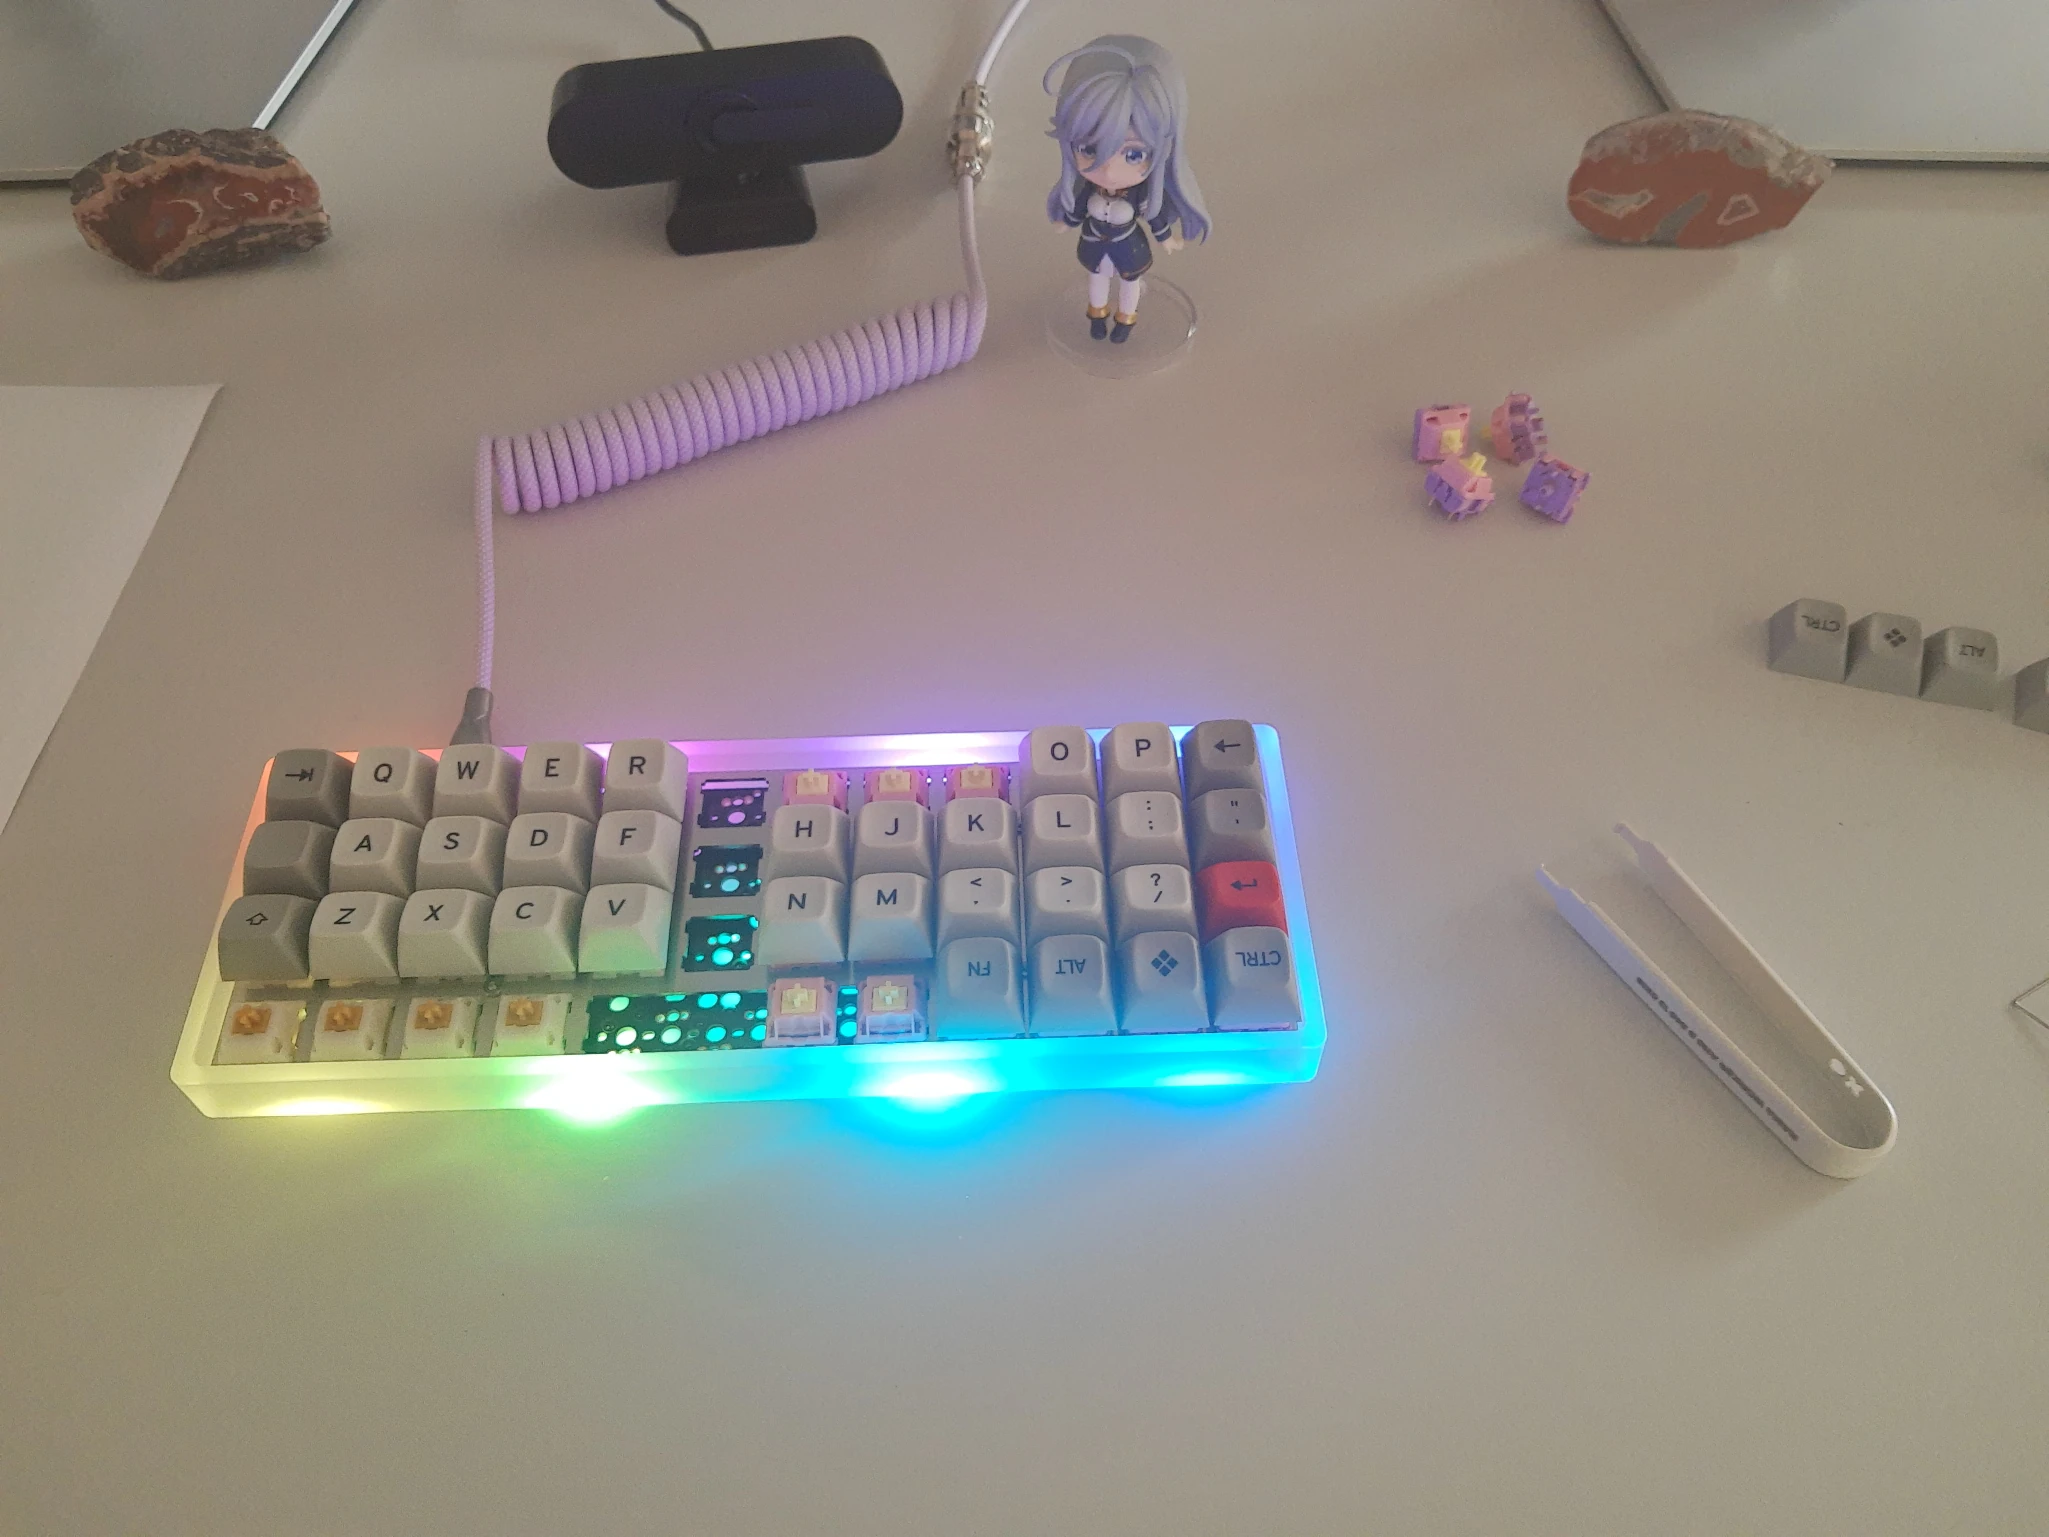 Q W E R O P
A S D F H J K L : ; " '
Z X C V N M < , > . ? /
FN ALT CTRL
CTRL ALT